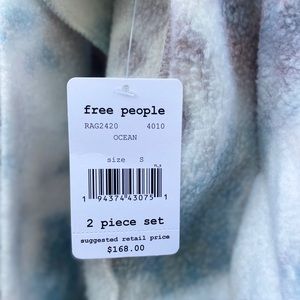 free people
RAG2420 4010
OCEAN
size S
1 94374 43075 1
2 piece set
suggested retail price
$168.00